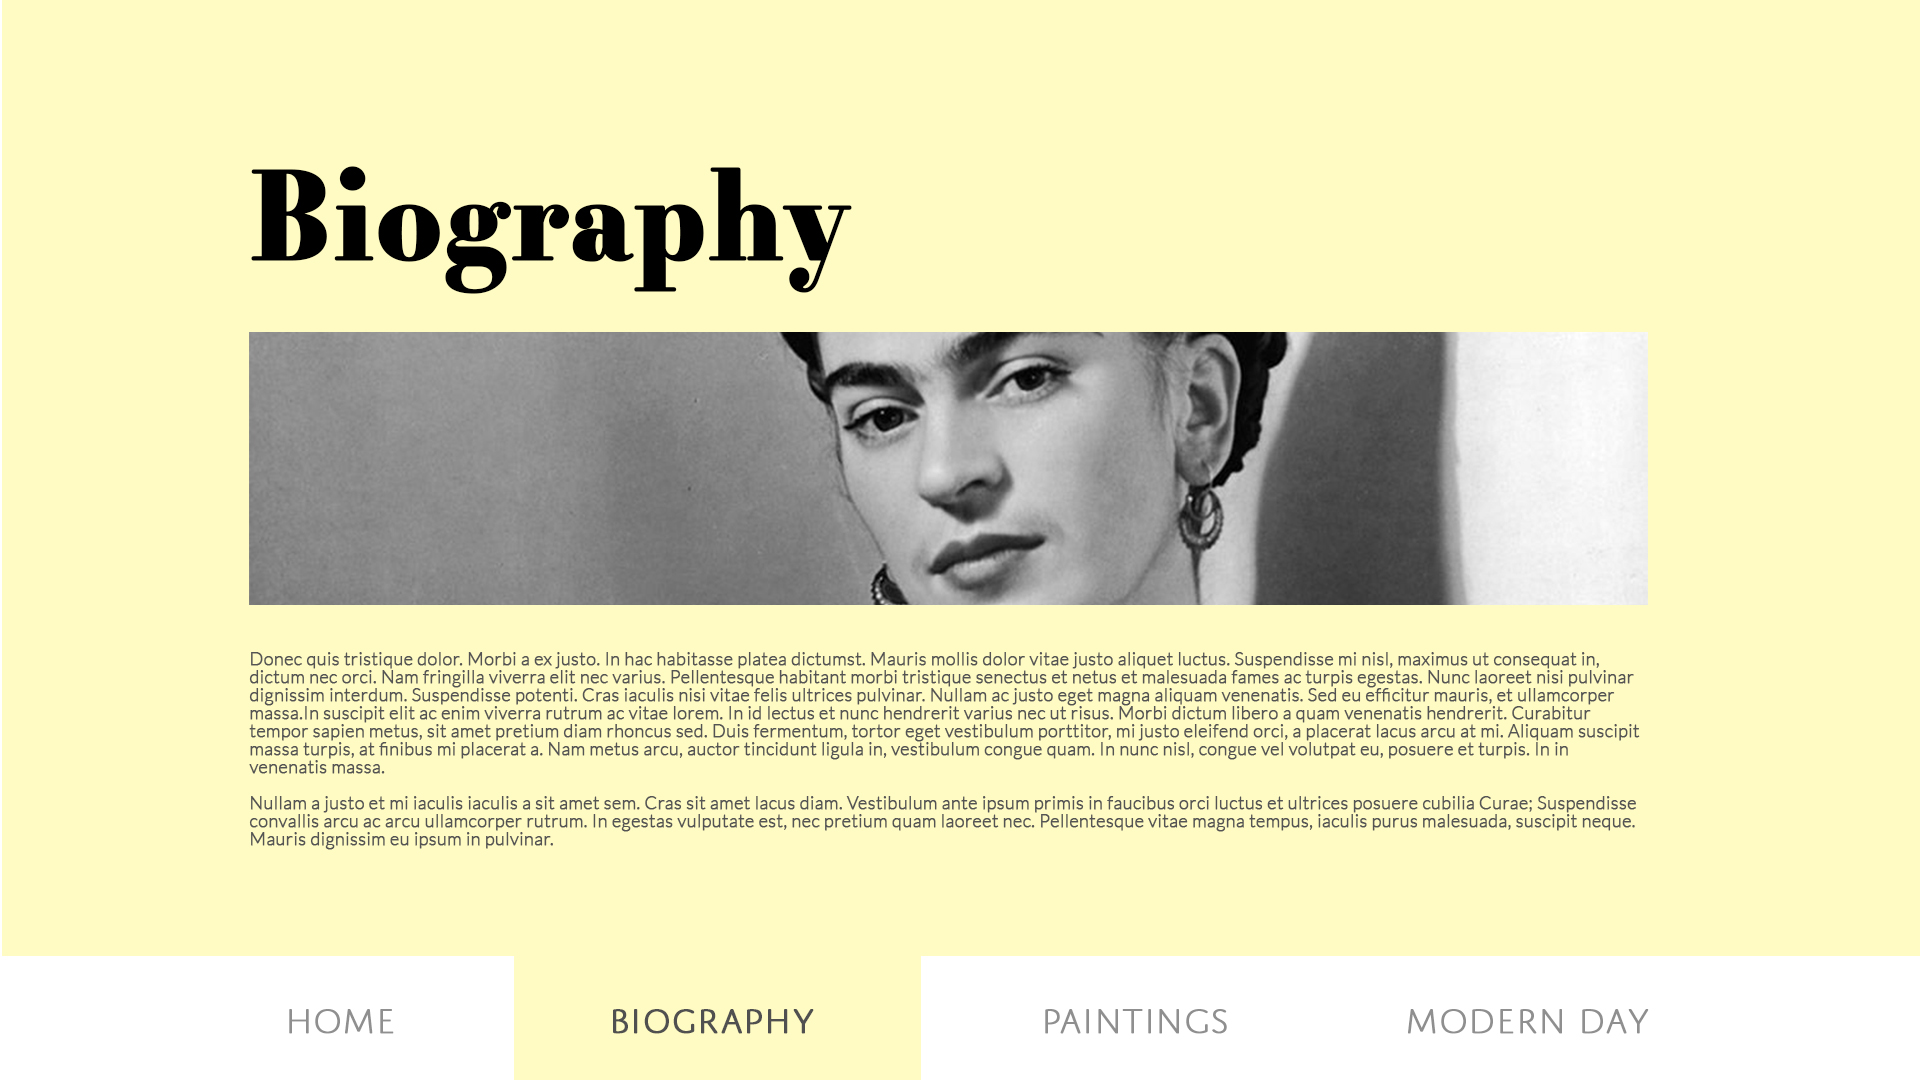 Biography
Donec quis tristique dolor. Morbi a ex justo. In hac habitasse platea dictumst. Mauris mollis dolor vitae justo aliquet luctus. Suspendisse mi nisl, maximus ut consequat in,
dictum nec orci. Nam fringilla viverra elit nec varius. Pellentesque habitant morbi tristique senectus et netus et malesuada fames ac turpis egestas. Nunc laoreet nisi pulvinar
dignissim interdum. Suspendisse potenti. Cras iaculis nisi vitae felis ultrices pulvinar. Nullam ac justo eget magna aliquam venenatis. Sed eu efficitur mauris, et ullamcorper
massa.In suscipit elit ac enim viverra rutrum ac vitae lorem. In id lectus et nunc hendrerit varius nec ut risus. Morbi dictum libero a quam venenatis hendrerit. Curabitur
tempor sapien metus, sit amet pretium diam rhoncus sed. Duis fermentum, tortor eget vestibulum porttitor, mi justo eleifend orci, a placerat lacus arcu at mi. Aliquam suscipit
massa turpis, at finibus mi placerat a. Nam metus arcu, auctor tincidunt ligula in, vestibulum congue quam. In nunc nisl, congue vel volutpat eu, posuere et turpis. In in
venenatis massa.
Nullam a justo et mi iaculis iaculis a sit amet sem. Cras sit amet lacus diam. Vestibulum ante ipsum primis in faucibus orci luctus et ultrices posuere cubilia Curae; Suspendisse
convallis arcu ac arcu ullamcorper rutrum. In egestas vulputate est, nec pretium quam laoreet nec. Pellentesque vitae magna tempus, iaculis purus malesuada, suscipit neque.
Mauris dignissim eu ipsum in pulvinar.
HOME
BIOGRAPHY
PAINTINGS
MODERN DAY